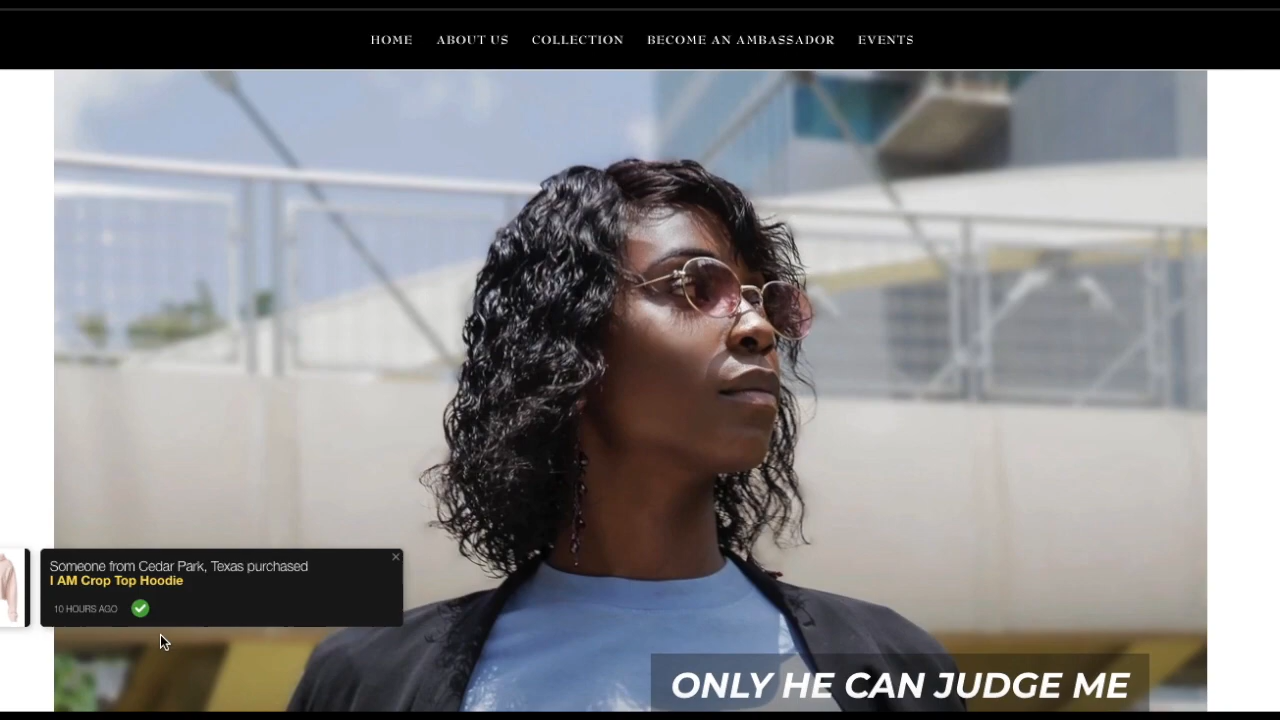 HOME ABOUT US COLLECTION BECOME AN AMBASSADOR EVENTS
Someone from Cedar Park, Texas purchased
I AM Crop Top Hoodie
10 HOURS AGO
ONLY HE CAN JUDGE ME